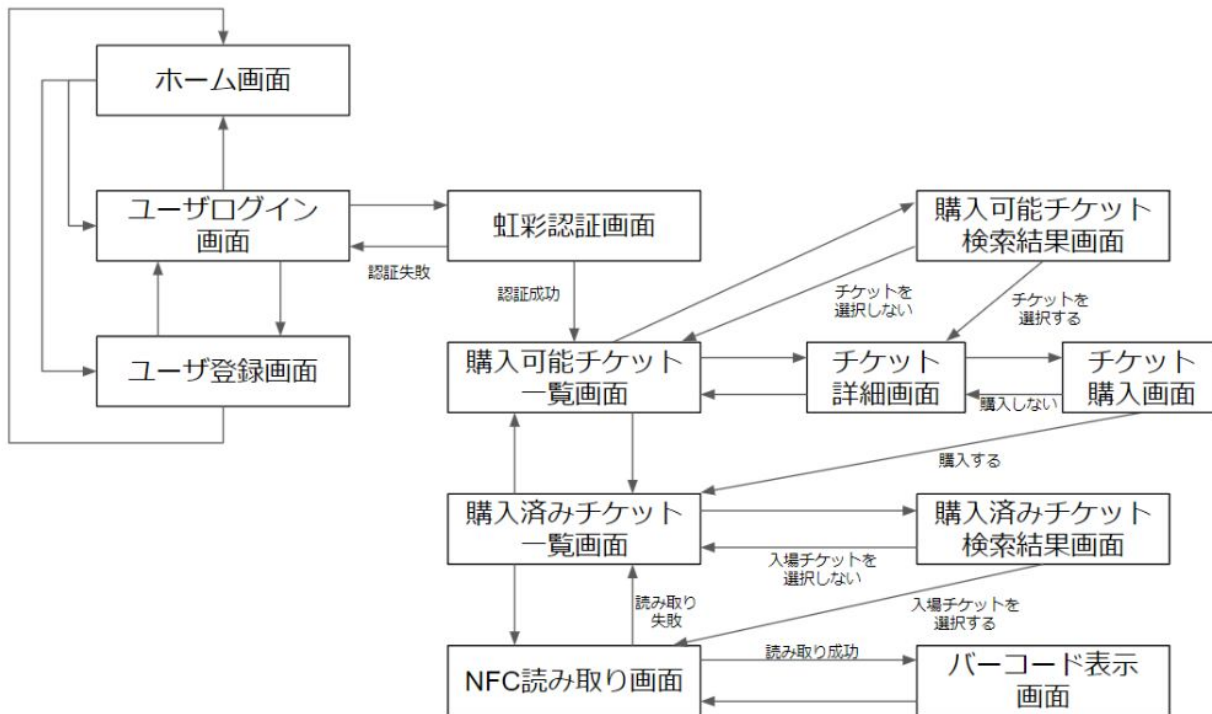 ホーム画面
ユーザログイン
画面
虹彩認証画面
購入可能チケット
検索結果画面
認証失敗
認証成功
チケットを
選択しない
チケットを
選択する
ユーザ登録画面
購入可能チケット
一覧画面
チケット
詳細画面
購入しない
チケット
購入画面
購入する
購入済みチケット
一覧画面
購入済みチケット
検索結果画面
入場チケットを
選択しない
読み取り
失敗
入場チケットを
選択する
NFC読み取り画面
読み取り成功
バーコード表示
画面